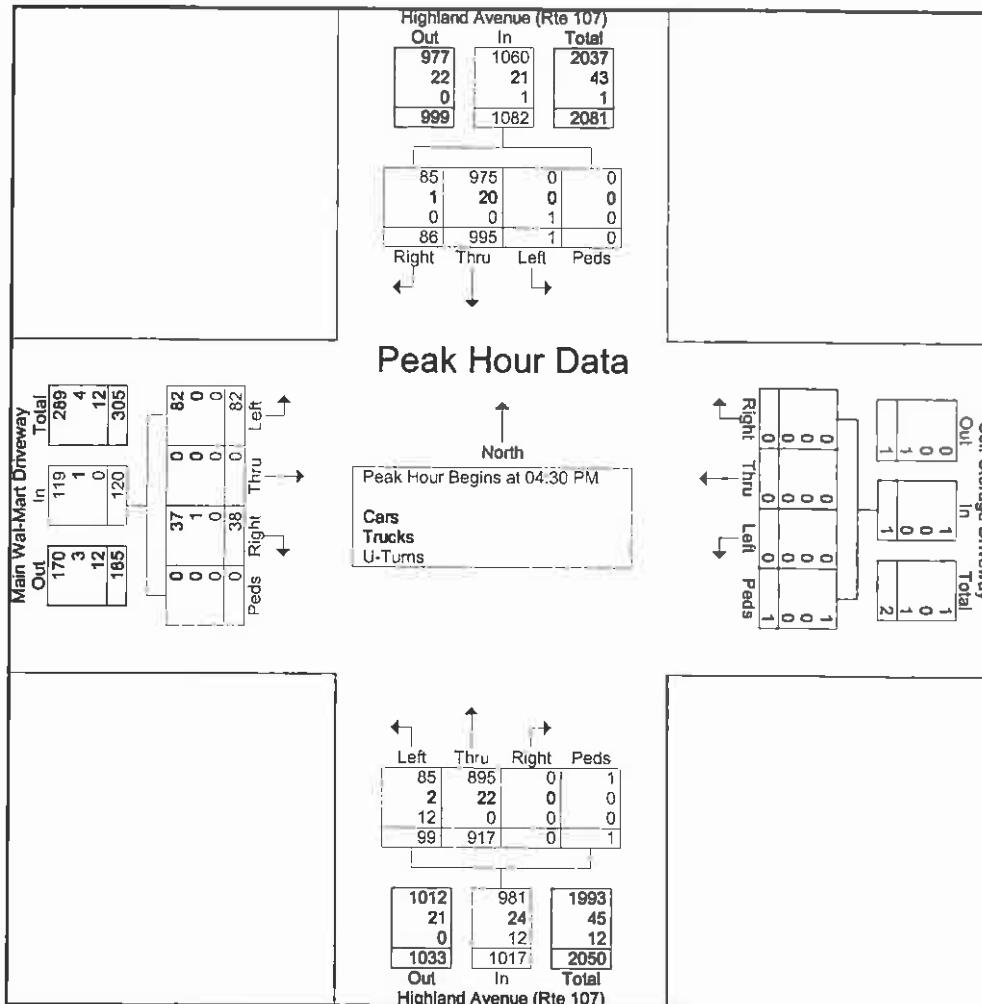 Highland Avenue (Rte 107)
Out In Total
977 1060 2037
22 21 43
0 1 1
999 1082 2081
85 975 0 0
1 20 0 0
0 0 1 0
86 995 1 0
Right Thru Left Peds
Peak Hour Data
Main Wal-Mart Driveway
Total In Out
289 119 170
4 1 3
12 0 12
305 120 185
Left Thru Right Peds
82 0 37 0
0 0 1 0
0 0 0 0
82 0 38 0
North
Peak Hour Begins at 04:30 PM
Cars
Trucks
U-Turns
Right Thru Left Peds
0 0 0 1
0 0 0 0
0 0 0 0
0 0 0 1
Driveway
Out In Total
0 1 1
0 0 0
1 0 1
1 1 2
Left Thru Right Peds
85 895 0 1
2 22 0 0
12 0 0 0
99 917 0 1
1012 981 1993
21 24 45
0 12 12
1033 1017 2050
Out In Total
Highland Avenue (Rte 107)